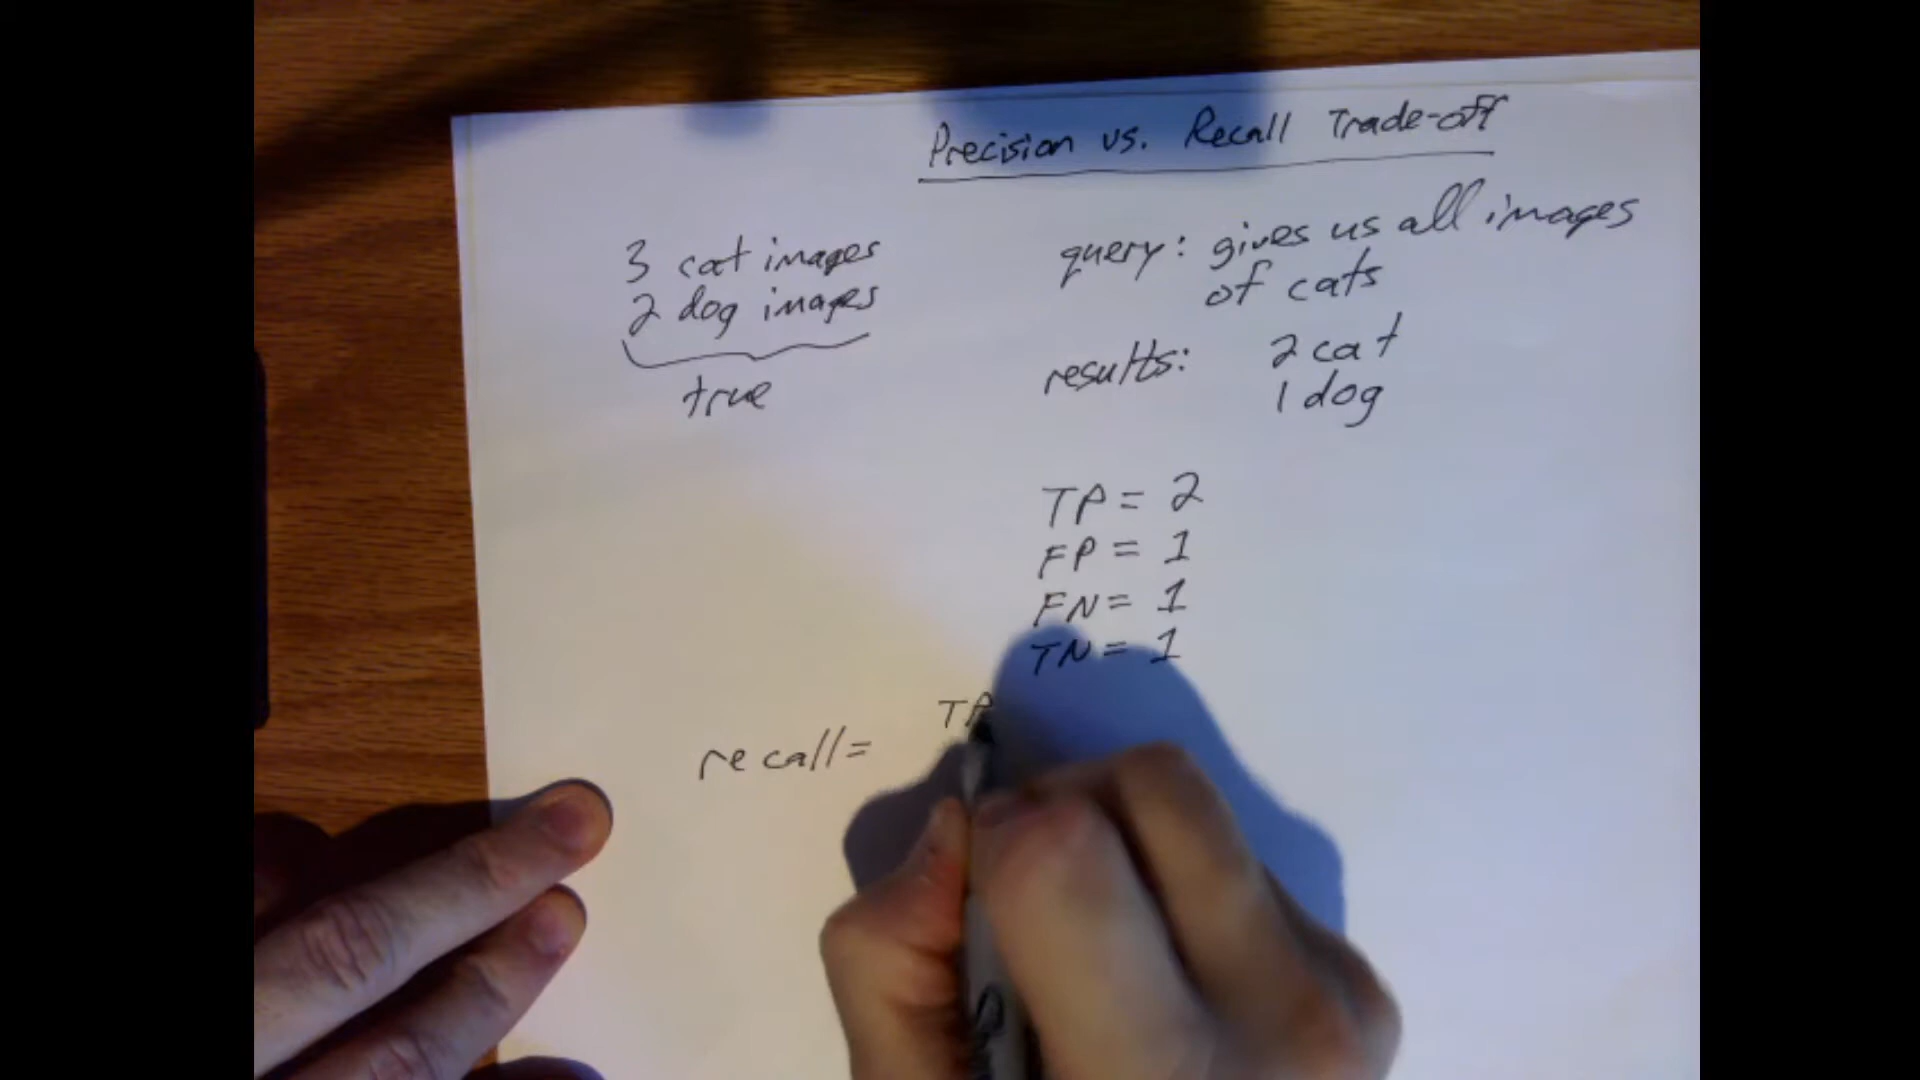 Precision vs. Recall Trade-off
3 cat images
2 dog images
true
query: gives us all images
of cats
results: 2 cat
1 dog
TP = 2
FP = 1
FN = 1
TN = 1
recall = TP